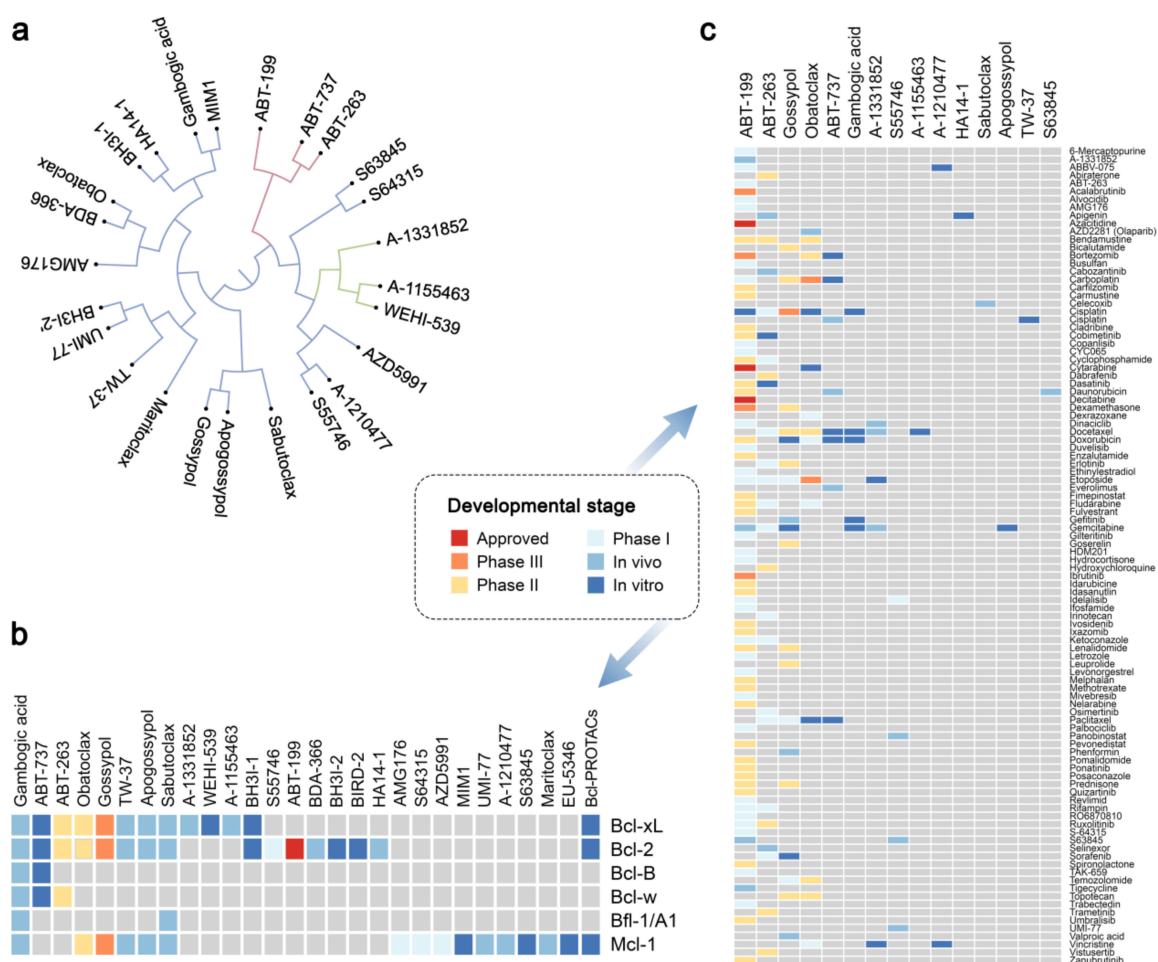 a
Gambogic acid
MIM1
HA14-1
BH3I-1
Obatoclax
BDA-366
AMG176
BH3I-2'
UMI-77
TW-37
Maritoclax
Gossypol
Apogossypol
Sabutoclax
S55746
A-1210477
AZD5991
WEHI-539
A-1155463
A-1331852
S64315
S63845
ABT-263
ABT-737
ABT-199
Developmental stage
Approved
Phase III
Phase II
Phase I
In vivo
In vitro
b
Gambogic acid
ABT-737
ABT-263
Obatoclax
Gossypol
TW-37
Apogossypol
Sabutoclax
A-1331852
WEHI-539
A-1155463
BH3I-1
S55746
ABT-199
BDA-366
BH3I-2
BIRD-2
HA14-1
AMG176
S64315
AZD5991
MIM1
UMI-77
A-1210477
S63845
Maritoclax
EU-5346
Bcl-PROTACs
Bcl-xL
Bcl-2
Bcl-B
Bcl-w
Bfl-1/A1
Mcl-1
c
ABT-199
ABT-263
Gossypol
Obatoclax
ABT-737
Gambogic acid
A-1331852
S55746
A-1155463
A-1210477
HA14-1
Sabutoclax
Apogossypol
TW-37
S63845
6-Mercaptopurine
A-1331852
ABBV-075
Abiraterone
ABT-263
Acalabrutinib
Alvocidib
AMG176
Apigenin
Azacitidine
AZD2281 (Olaparib)
Bendamustine
Bicalutamide
Bortezomib
Busulfan
Cabozantinib
Carboplatin
Carfilzomib
Carmustine
Celecoxib
Cisplatin
Cisplatin
Cladribine
Cobimetinib
Copanlisib
CYC065
Cyclophosphamide
Cytarabine
Dabrafenib
Dasatinib
Daunorubicin
Decitabine
Dexamethasone
Dexrazoxane
Dinaciclib
Docetaxel
Doxorubicin
Duvelisib
Enzalutamide
Erlotinib
Ethinylestradiol
Etoposide
Everolimus
Fimepinostat
Fludarabine
Fulvestrant
Gefitinib
Gemcitabine
Gilteritinib
Goserelin
HDM201
Hydrocortisone
Hydroxychloroquine
Ibrutinib
Idarubicine
Idasanutlin
Idelalisib
Ifosfamide
Irinotecan
Ivosidenib
Ixazomib
Ketoconazole
Lenalidomide
Letrozole
Leuprolide
Levonorgestrel
Melphalan
Methotrexate
Mivebresib
Nelarabine
Osimertinib
Paclitaxel
Palbociclib
Panobinostat
Pevonedistat
Phenformin
Pomalidomide
Ponatinib
Posaconazole
Prednisone
Quizartinib
Revlimid
Rifampin
RO6870810
Ruxolitinib
S-64315
S63845
Selinexor
Sorafenib
Spironolactone
TAK-659
Temozolomide
Tigecycline
Topotecan
Trabectedin
Trametinib
Umbralisib
UMI-77
Valproic acid
Vincristine
Vistusertib
Zanubrutinib